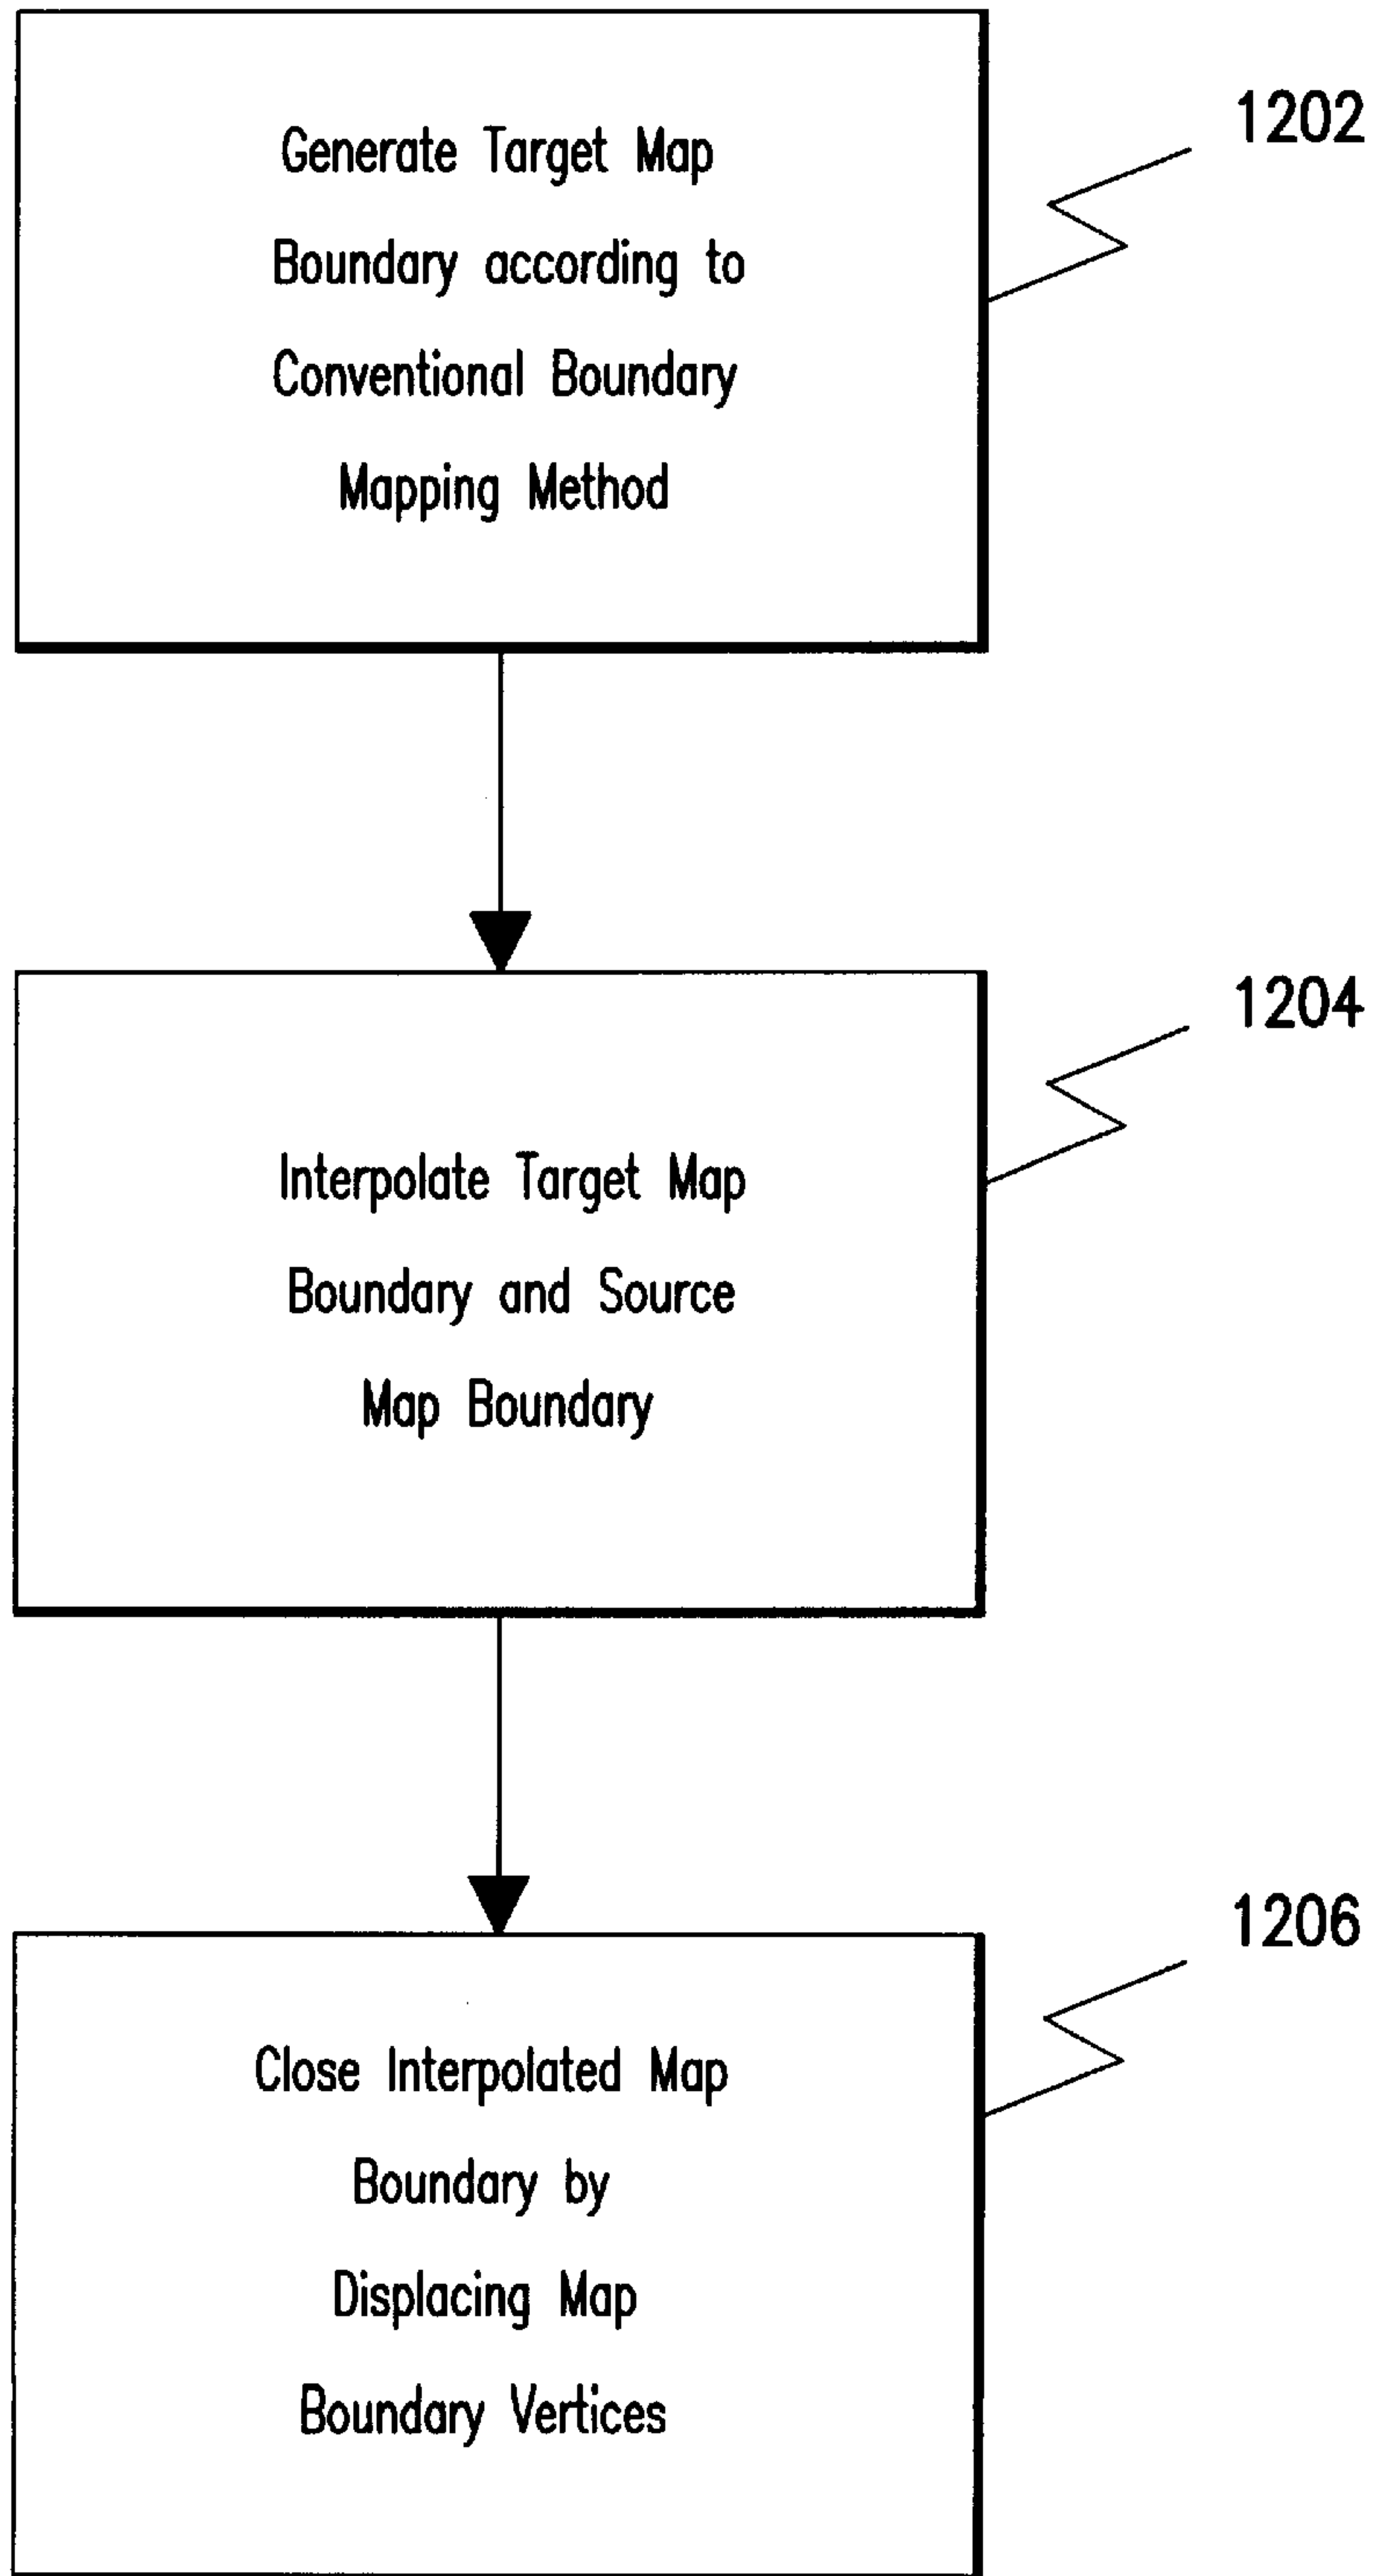 Generate Target Map
Boundary according to
Conventional Boundary
Mapping Method
1202
Interpolate Target Map
Boundary and Source
Map Boundary
1204
Close Interpolated Map
Boundary by
Displacing Map
Boundary Vertices
1206